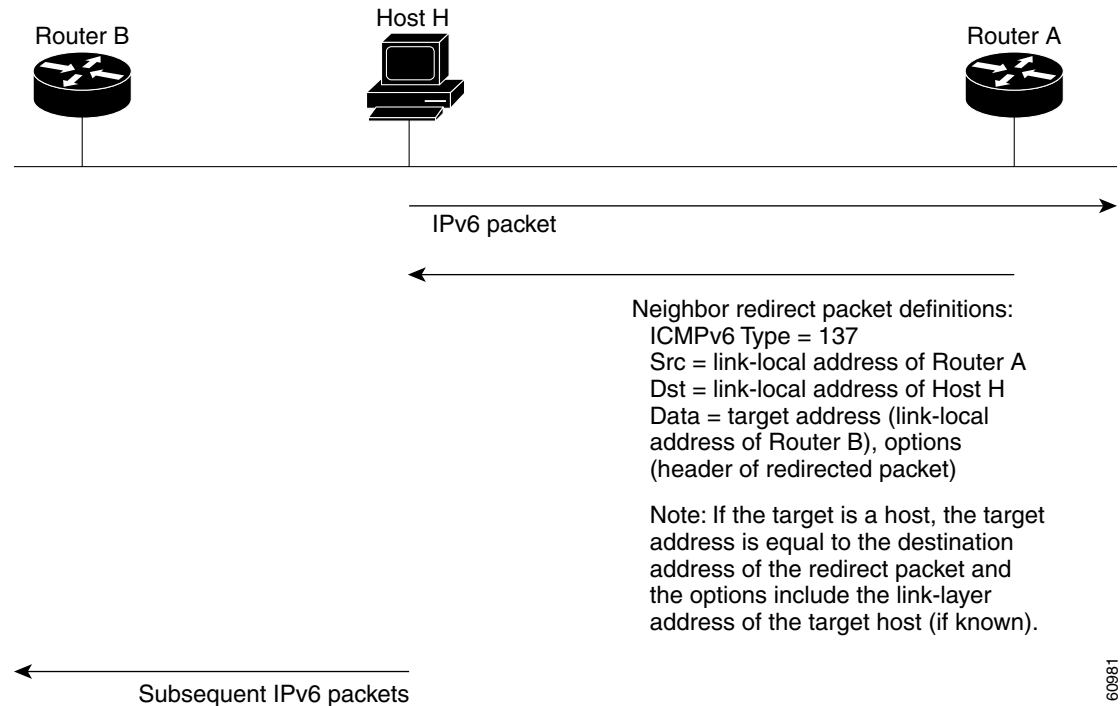 Router B
Host H
Router A
IPv6 packet
Neighbor redirect packet definitions:
ICMPv6 Type = 137
Src = link-local address of Router A
Dst = link-local address of Host H
Data = target address (link-local
address of Router B), options
(header of redirected packet)
Note: If the target is a host, the target
address is equal to the destination
address of the redirect packet and
the options include the link-layer
address of the target host (if known).
Subsequent IPv6 packets
60981